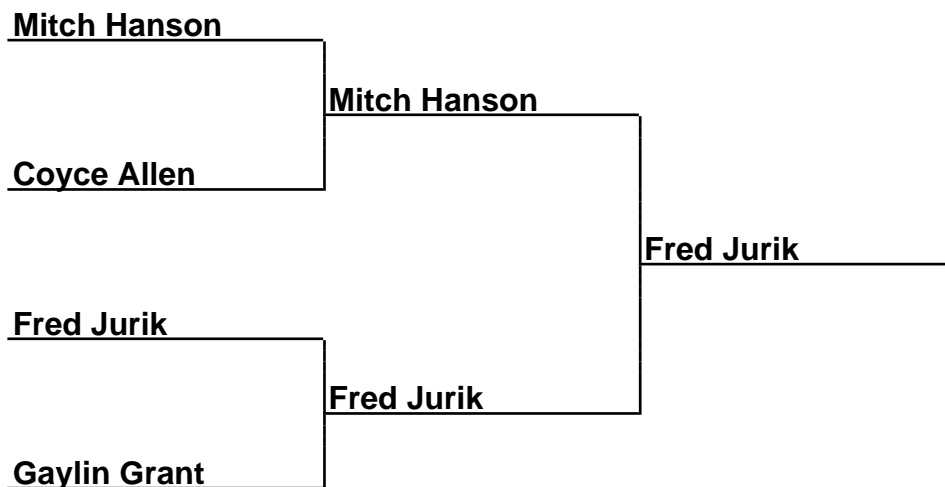 Mitch Hanson
Mitch Hanson
Coyce Allen
Fred Jurik
Fred Jurik
Fred Jurik
Gaylin Grant